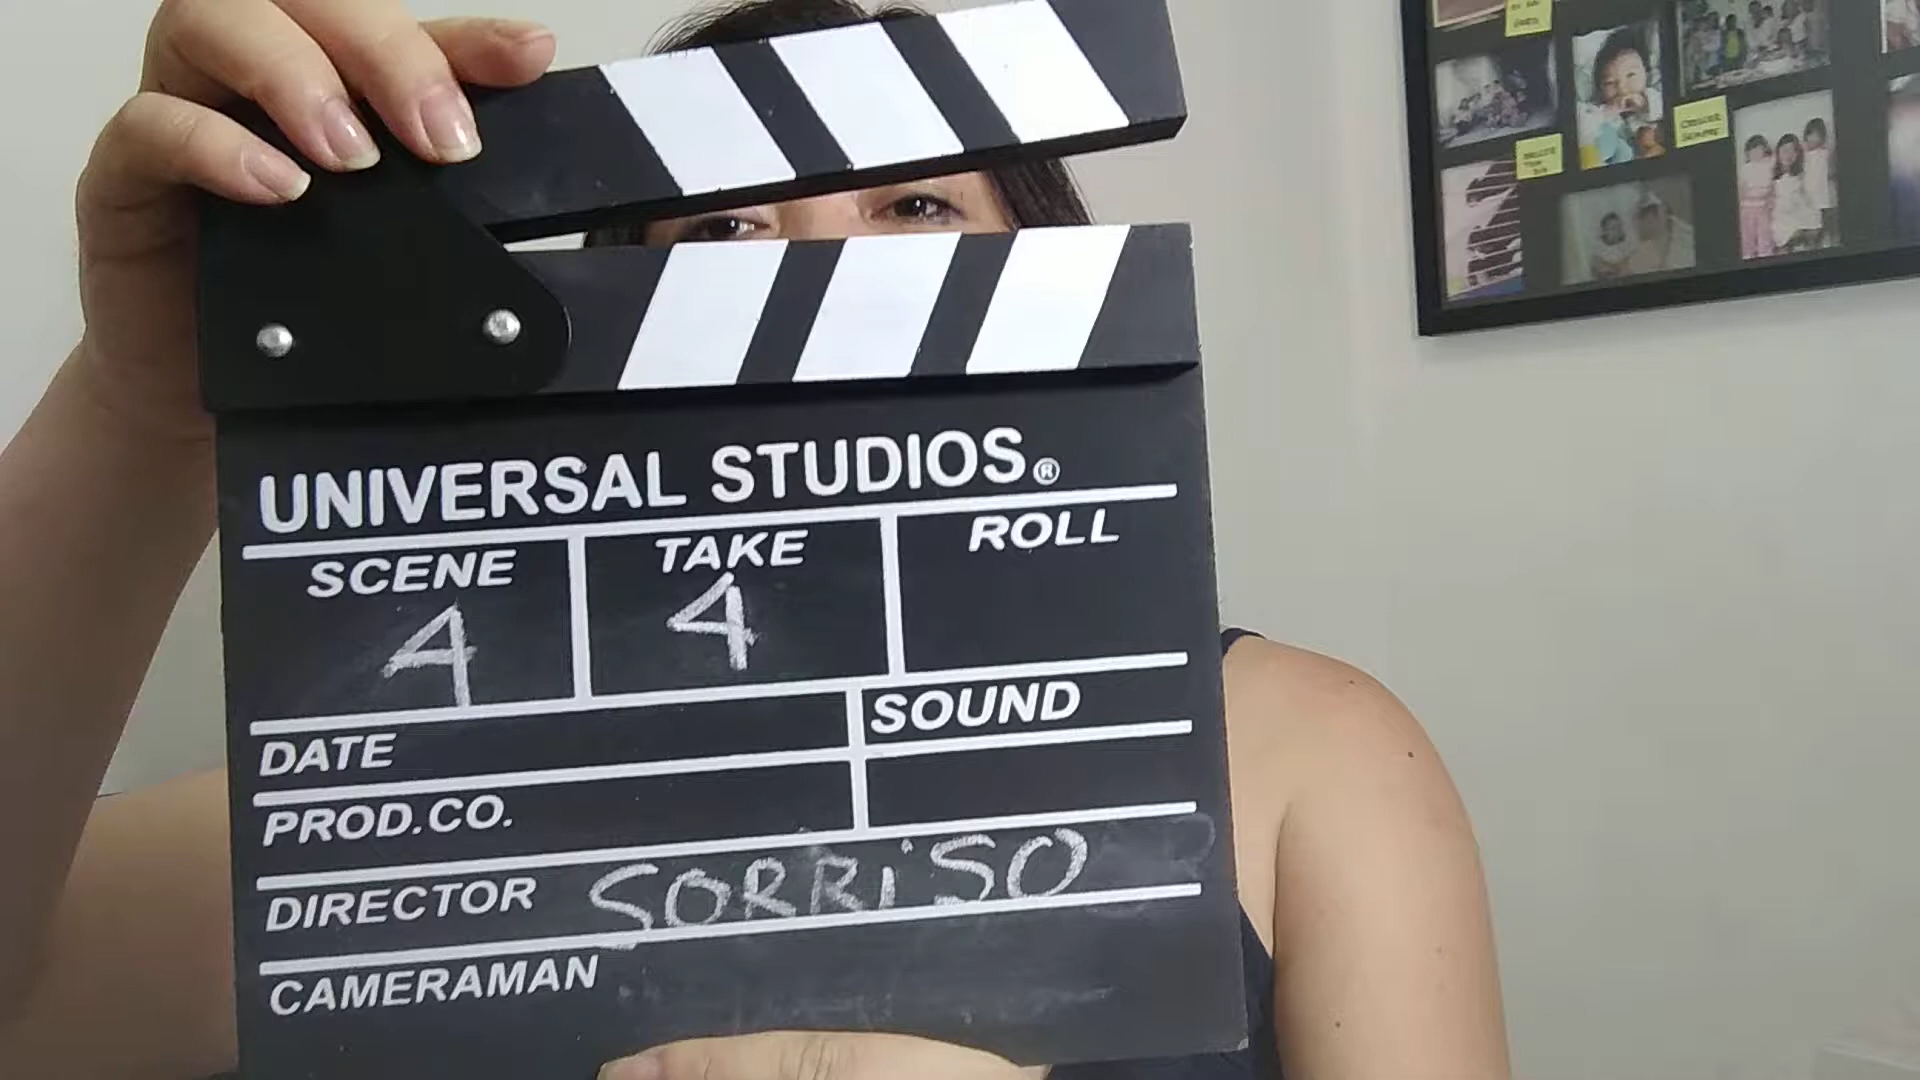 UNIVERSAL STUDIOS®
SCENE TAKE ROLL
4 4
DATE
SOUND
PROD.CO.
DIRECTOR SORRiSO
CAMERAMAN